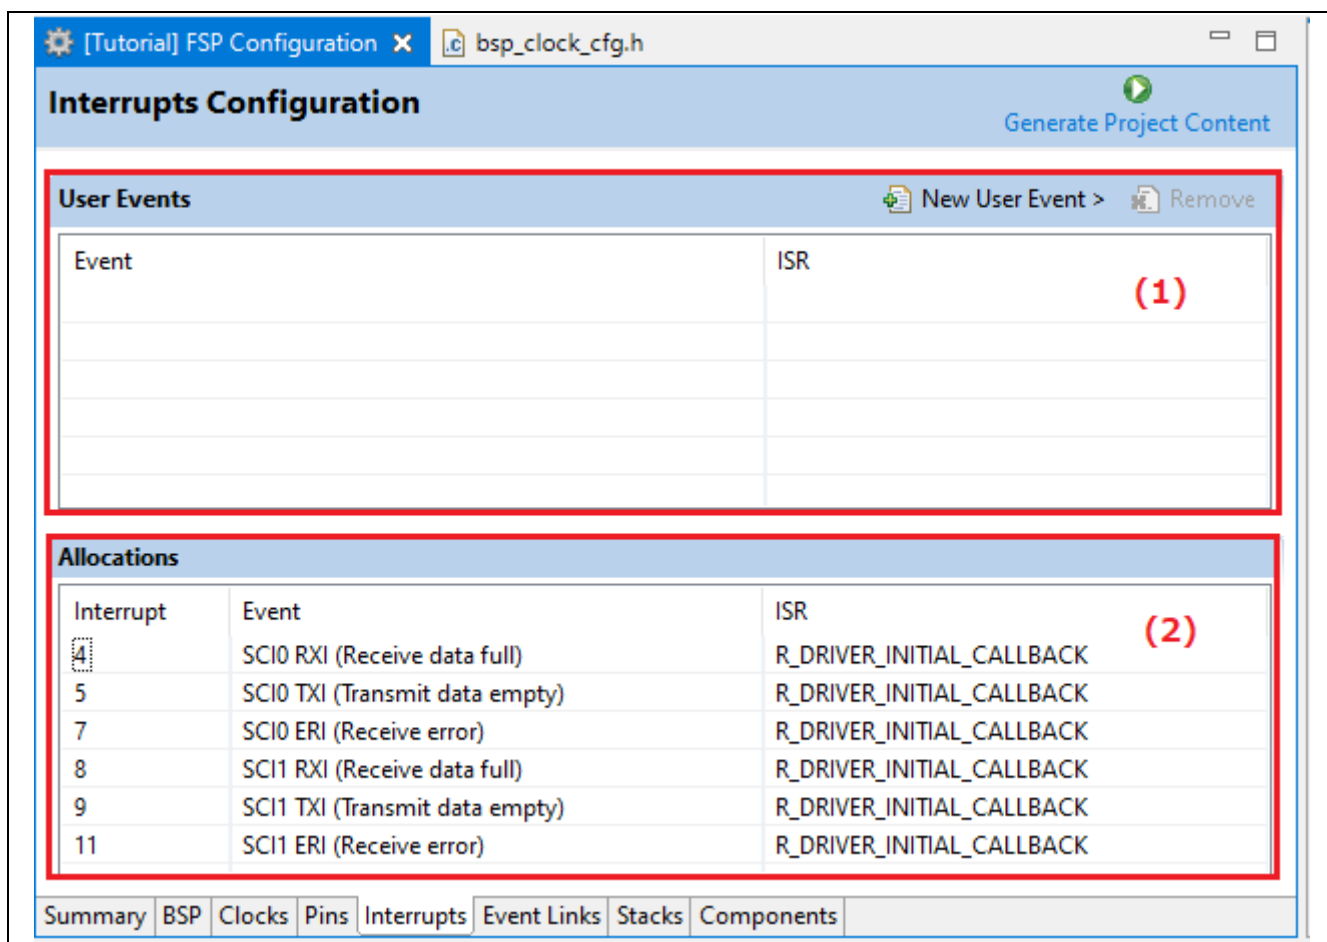 [Tutorial] FSP Configuration bsp_clock_cfg.h
Interrupts Configuration
Generate Project Content
User Events New User Event > Remove
Event ISR
(1)
Allocations
Interrupt Event ISR
(2)
4 SCI0 RXI (Receive data full) R_DRIVER_INITIAL_CALLBACK
5 SCI0 TXI (Transmit data empty) R_DRIVER_INITIAL_CALLBACK
7 SCI0 ERI (Receive error) R_DRIVER_INITIAL_CALLBACK
8 SCI1 RXI (Receive data full) R_DRIVER_INITIAL_CALLBACK
9 SCI1 TXI (Transmit data empty) R_DRIVER_INITIAL_CALLBACK
11 SCI1 ERI (Receive error) R_DRIVER_INITIAL_CALLBACK
Summary BSP Clocks Pins Interrupts Event Links Stacks Components